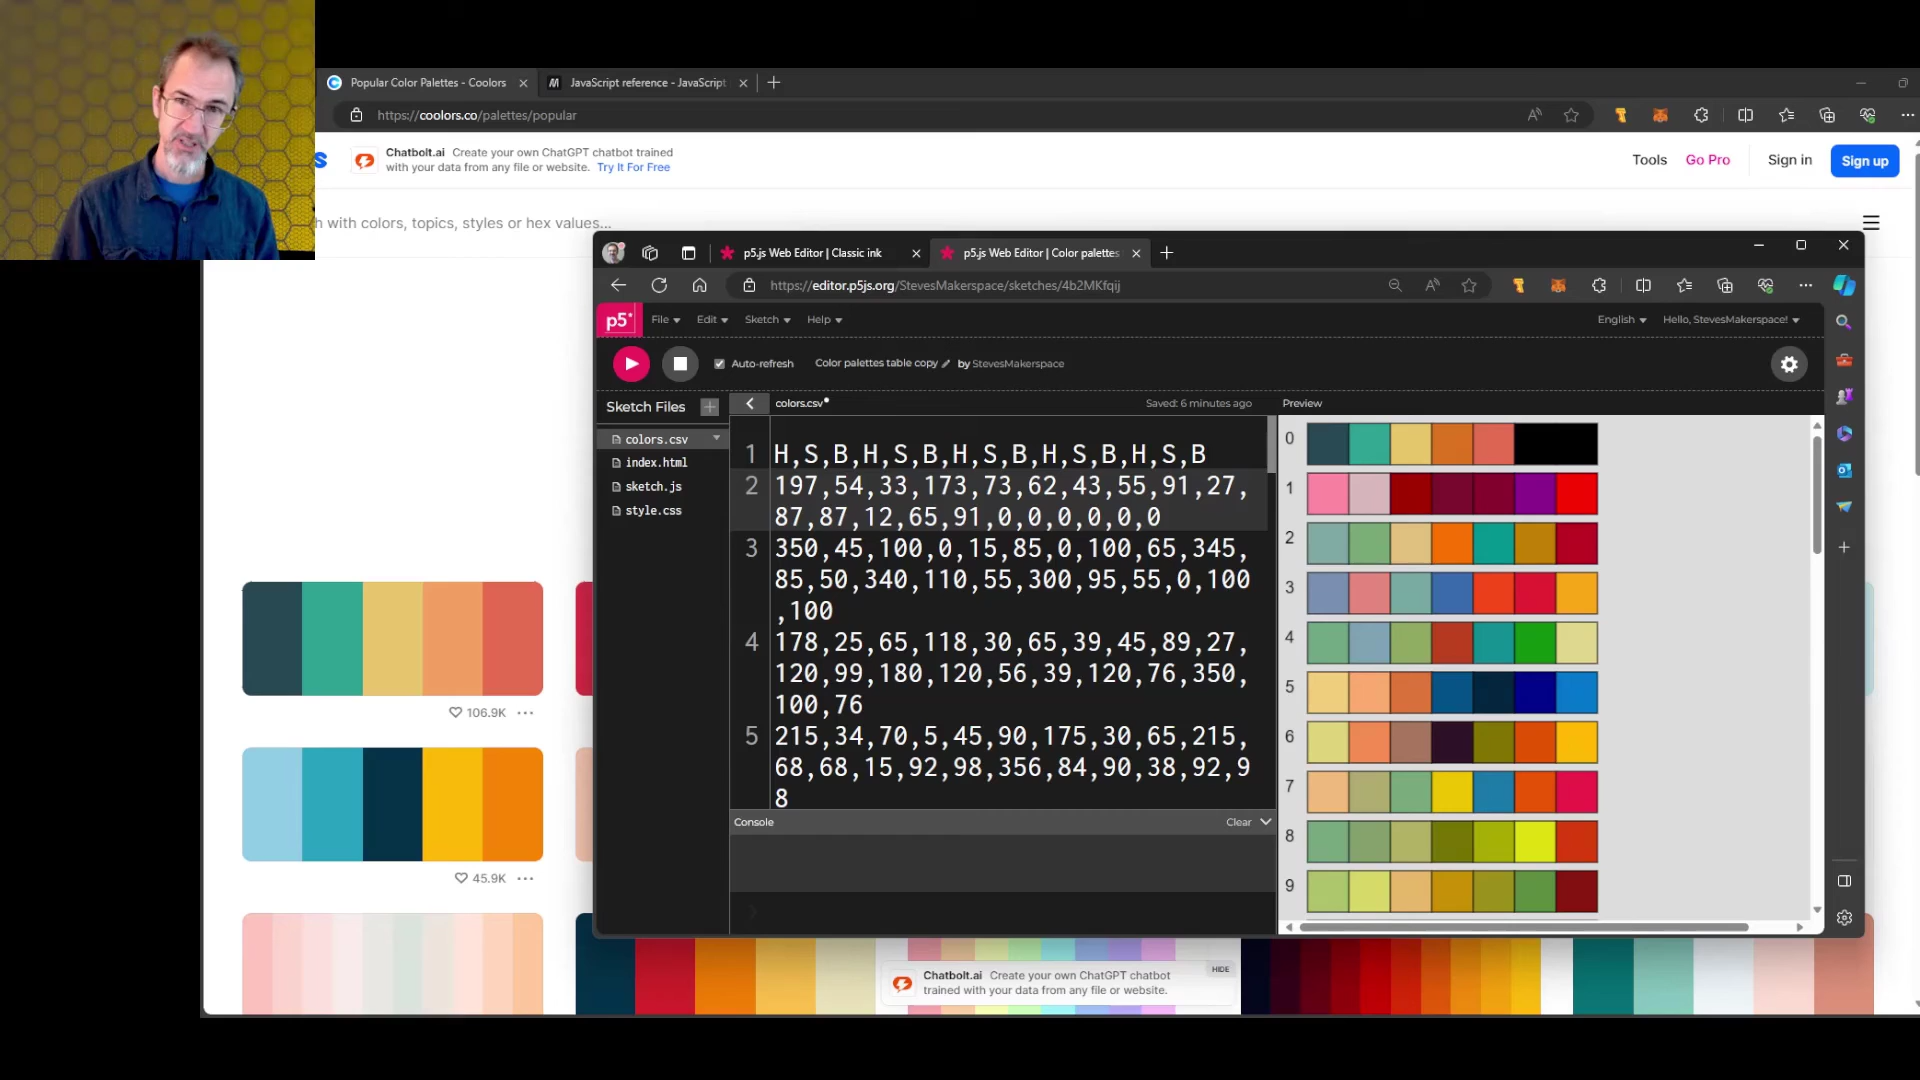 Popular Color Palettes - Coolors
JavaScript reference - JavaScript
https://coolors.co/palettes/popular
Chatbolt.ai Create your own ChatGPT chatbot trained
with your data from any file or website. Try It For Free
Tools
Go Pro
Sign in
Sign up
h with colors, topics, styles or hex values...
p5.js Web Editor | Classic ink
p5.js Web Editor | Color palettes
https://editor.p5js.org/StevesMakerspace/sketches/4b2MKfqij
p5*
File
Edit
Sketch
Help
English
Hello, StevesMakerspace!
Auto-refresh
Color palettes table copy
by StevesMakerspace
Sketch Files
colors.csv
index.html
sketch.js
style.css
colors.csv
Saved: 6 minutes ago
Preview
1 H,S,B,H,S,B,H,S,B,H,S,B,H,S,B
2 197,54,33,173,73,62,43,55,91,27,
87,87,12,65,91,0,0,0,0,0,0
3 350,45,100,0,15,85,0,100,65,345,
85,50,340,110,55,300,95,55,0,100
,100
4 178,25,65,118,30,65,39,45,89,27,
120,99,180,120,56,39,120,76,350,
100,76
5 215,34,70,5,45,90,175,30,65,215,
68,68,15,92,98,356,84,90,38,92,9
8
Console
Clear
0
1
2
3
4
5
6
7
8
9
106.9K
45.9K
Chatbolt.ai Create your own ChatGPT chatbot
trained with your data from any file or website.
HIDE